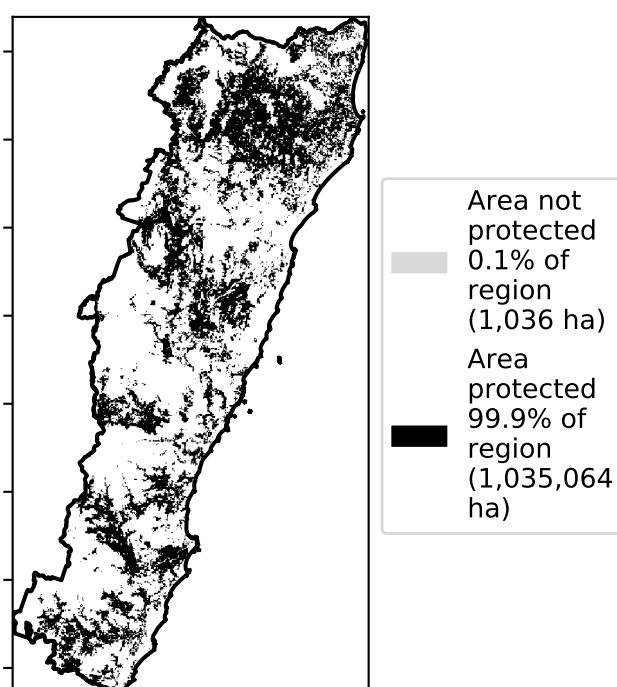 Area not
protected
0.1% of
region
(1,036 ha)
Area
protected
99.9% of
region
(1,035,064
ha)